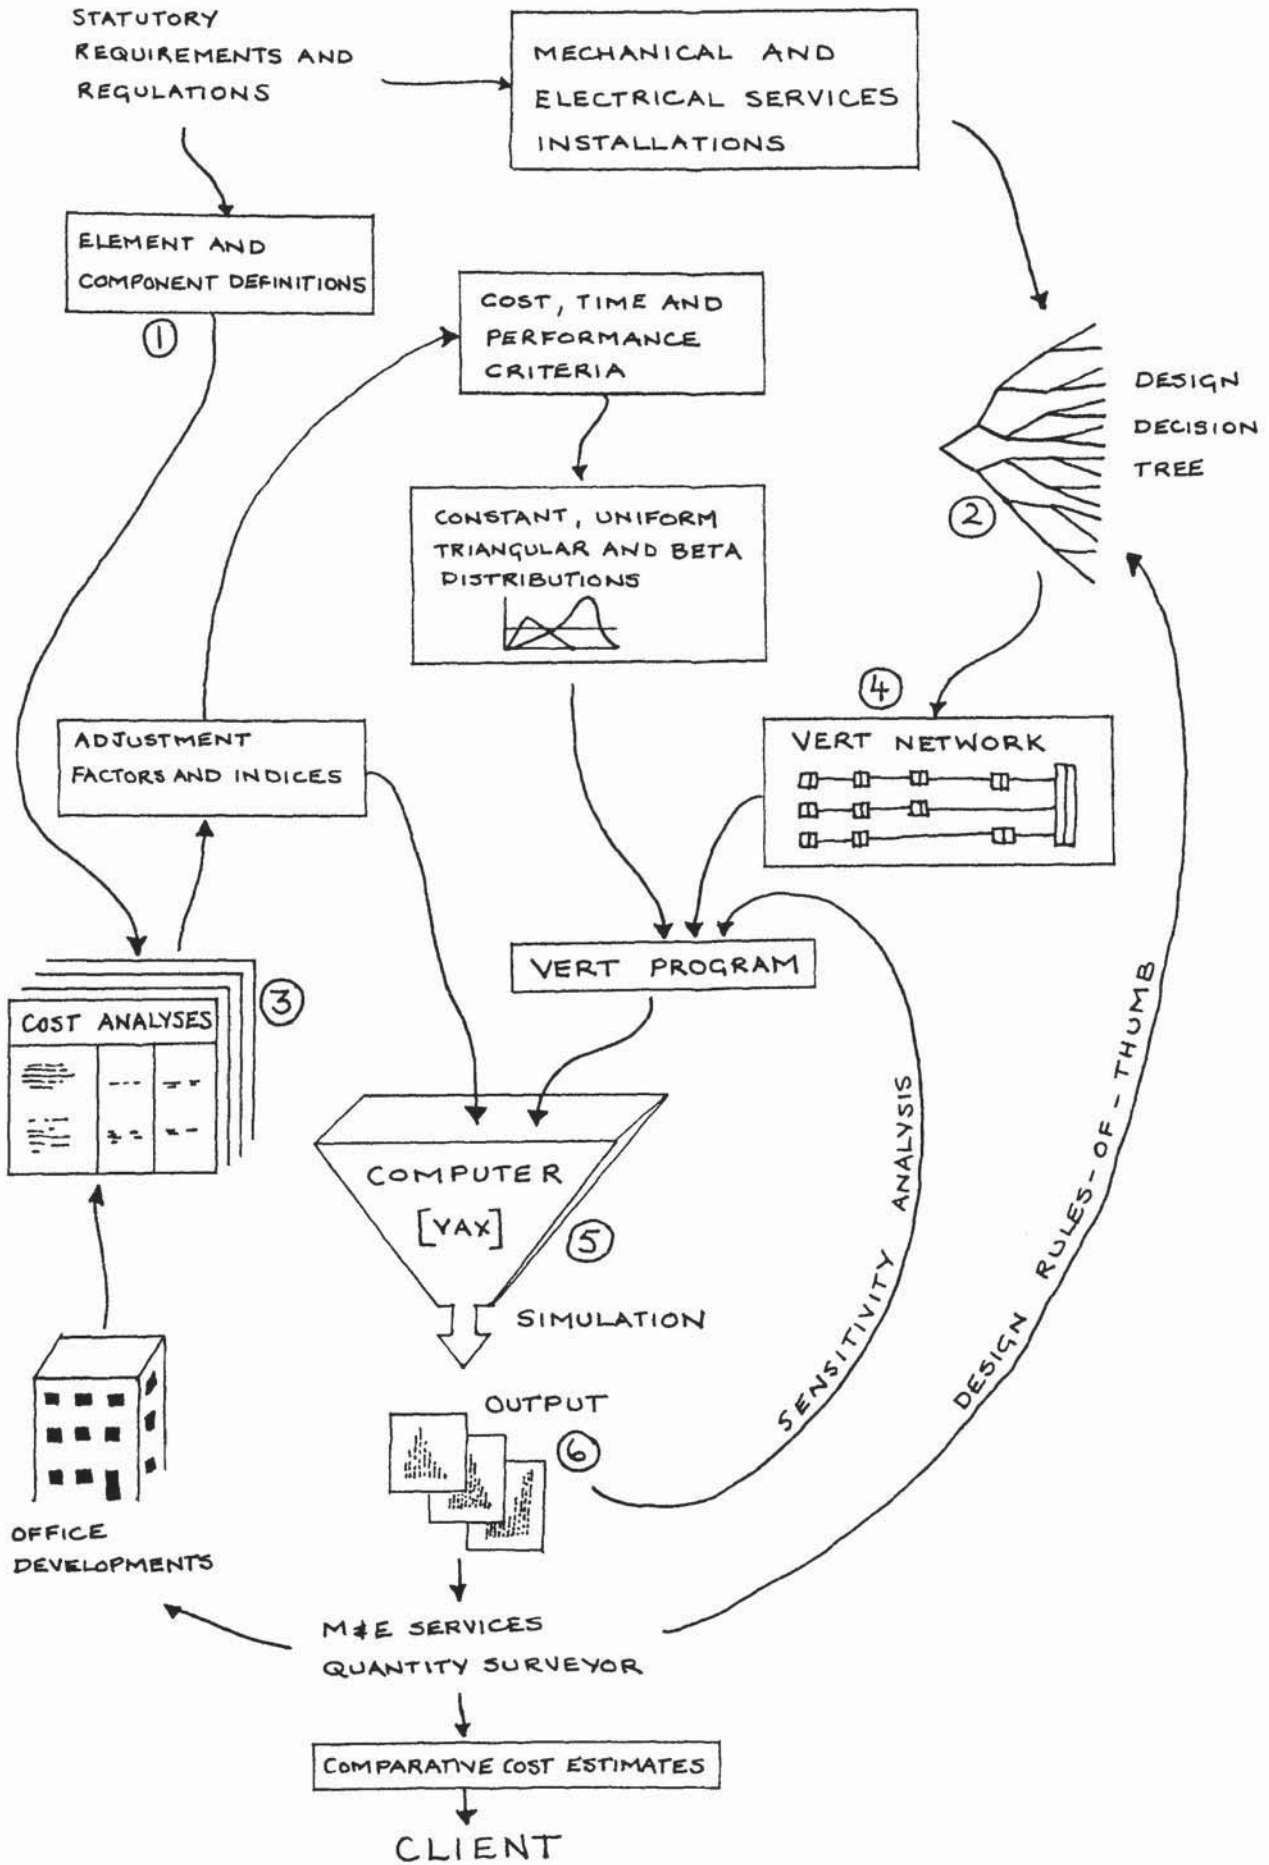 STATUTORY
REQUIREMENTS AND
REGULATIONS
MECHANICAL AND
ELECTRICAL SERVICES
INSTALLATIONS
ELEMENT AND
COMPONENT DEFINITIONS
1
COST, TIME AND
PERFORMANCE
CRITERIA
DESIGN
DECISION
TREE
2
CONSTANT, UNIFORM
TRIANGULAR AND BETA
DISTRIBUTIONS
4
VERT NETWORK
ADJUSTMENT
FACTORS AND INDICES
VERT PROGRAM
3
COST ANALYSES
COMPUTER
[VAX]
5
SIMULATION
SENSITIVITY ANALYSIS
DESIGN RULES-OF-THUMB
OUTPUT
6
OFFICE
DEVELOPMENTS
M&E SERVICES
QUANTITY SURVEYOR
COMPARATIVE COST ESTIMATES
CLIENT